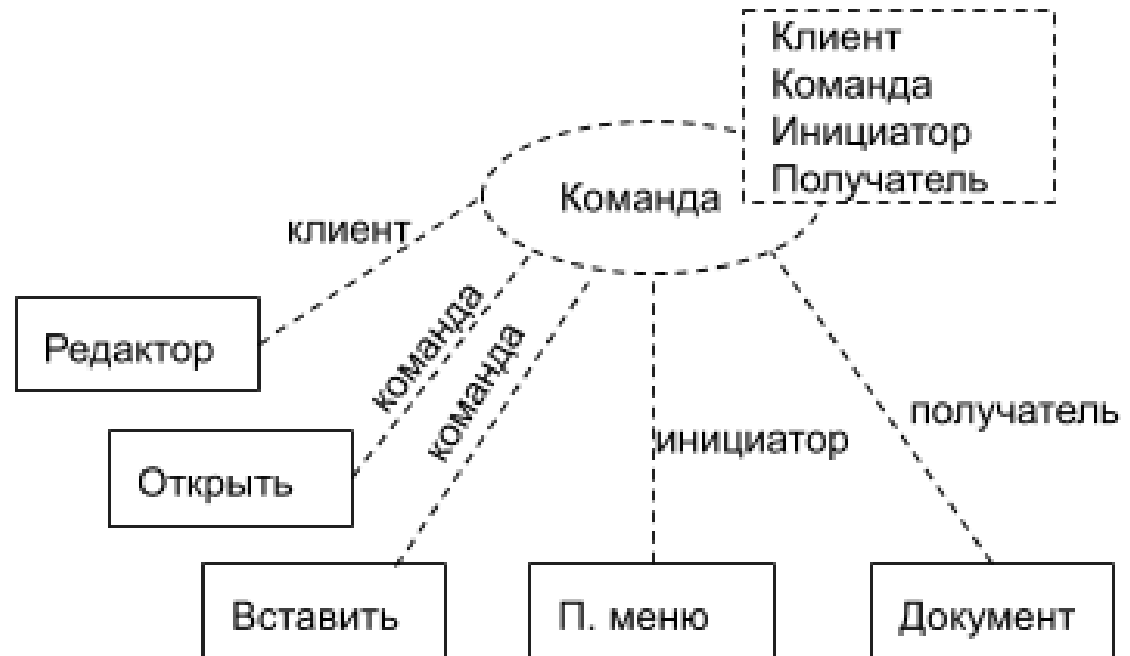 Клиент
Команда
Инициатор
Получатель
Команда
клиент
Редактор
команда
команда
инициатор
получатель
Открыть
Вставить
П. меню
Документ